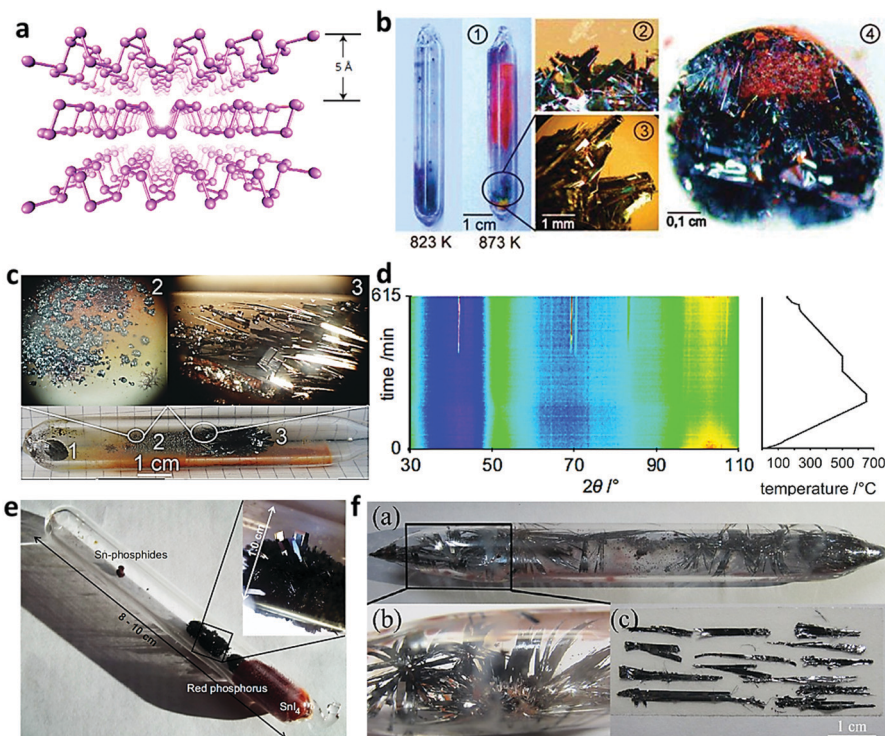 a
5 Å
b
①
②
③
④
1 cm
1 mm
0,1 cm
823 K
873 K
c
2
3
1
2
3
1 cm
d
615
time /min
0
30
50
70
90
110
2θ /°
100
300
500
700
temperature /°C
e
Sn-phosphides
1.0 cm
8 - 10 cm
Red phosphorus
SnI4
f
(a)
(b)
(c)
1 cm